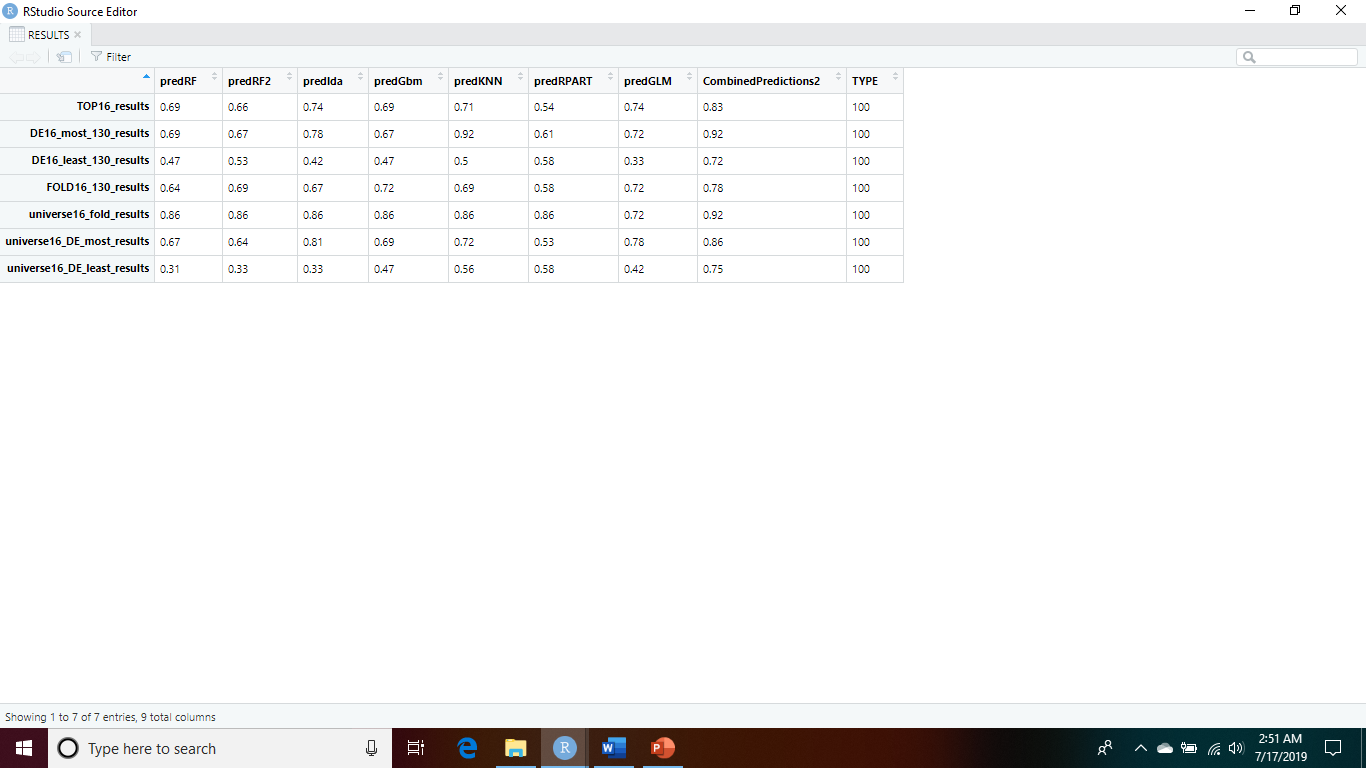 R RStudio Source Editor
RESULTS
Filter
predRF predRF2 predlda predGbm predKNN predRPART predGLM CombinedPredictions2 TYPE
TOP16_results 0.69 0.66 0.74 0.69 0.71 0.54 0.74 0.83 100
DE16_most_130_results 0.69 0.67 0.78 0.67 0.92 0.61 0.72 0.92 100
DE16_least_130_results 0.47 0.53 0.42 0.47 0.5 0.58 0.33 0.72 100
FOLD16_130_results 0.64 0.69 0.67 0.72 0.69 0.58 0.72 0.78 100
universe16_fold_results 0.86 0.86 0.86 0.86 0.86 0.86 0.72 0.92 100
universe16_DE_most_results 0.67 0.64 0.81 0.69 0.72 0.53 0.78 0.86 100
universe16_DE_least_results 0.31 0.33 0.33 0.47 0.56 0.58 0.42 0.75 100
Showing 1 to 7 of 7 entries, 9 total columns
Type here to search
R
W
P
2:51 AM
7/17/2019